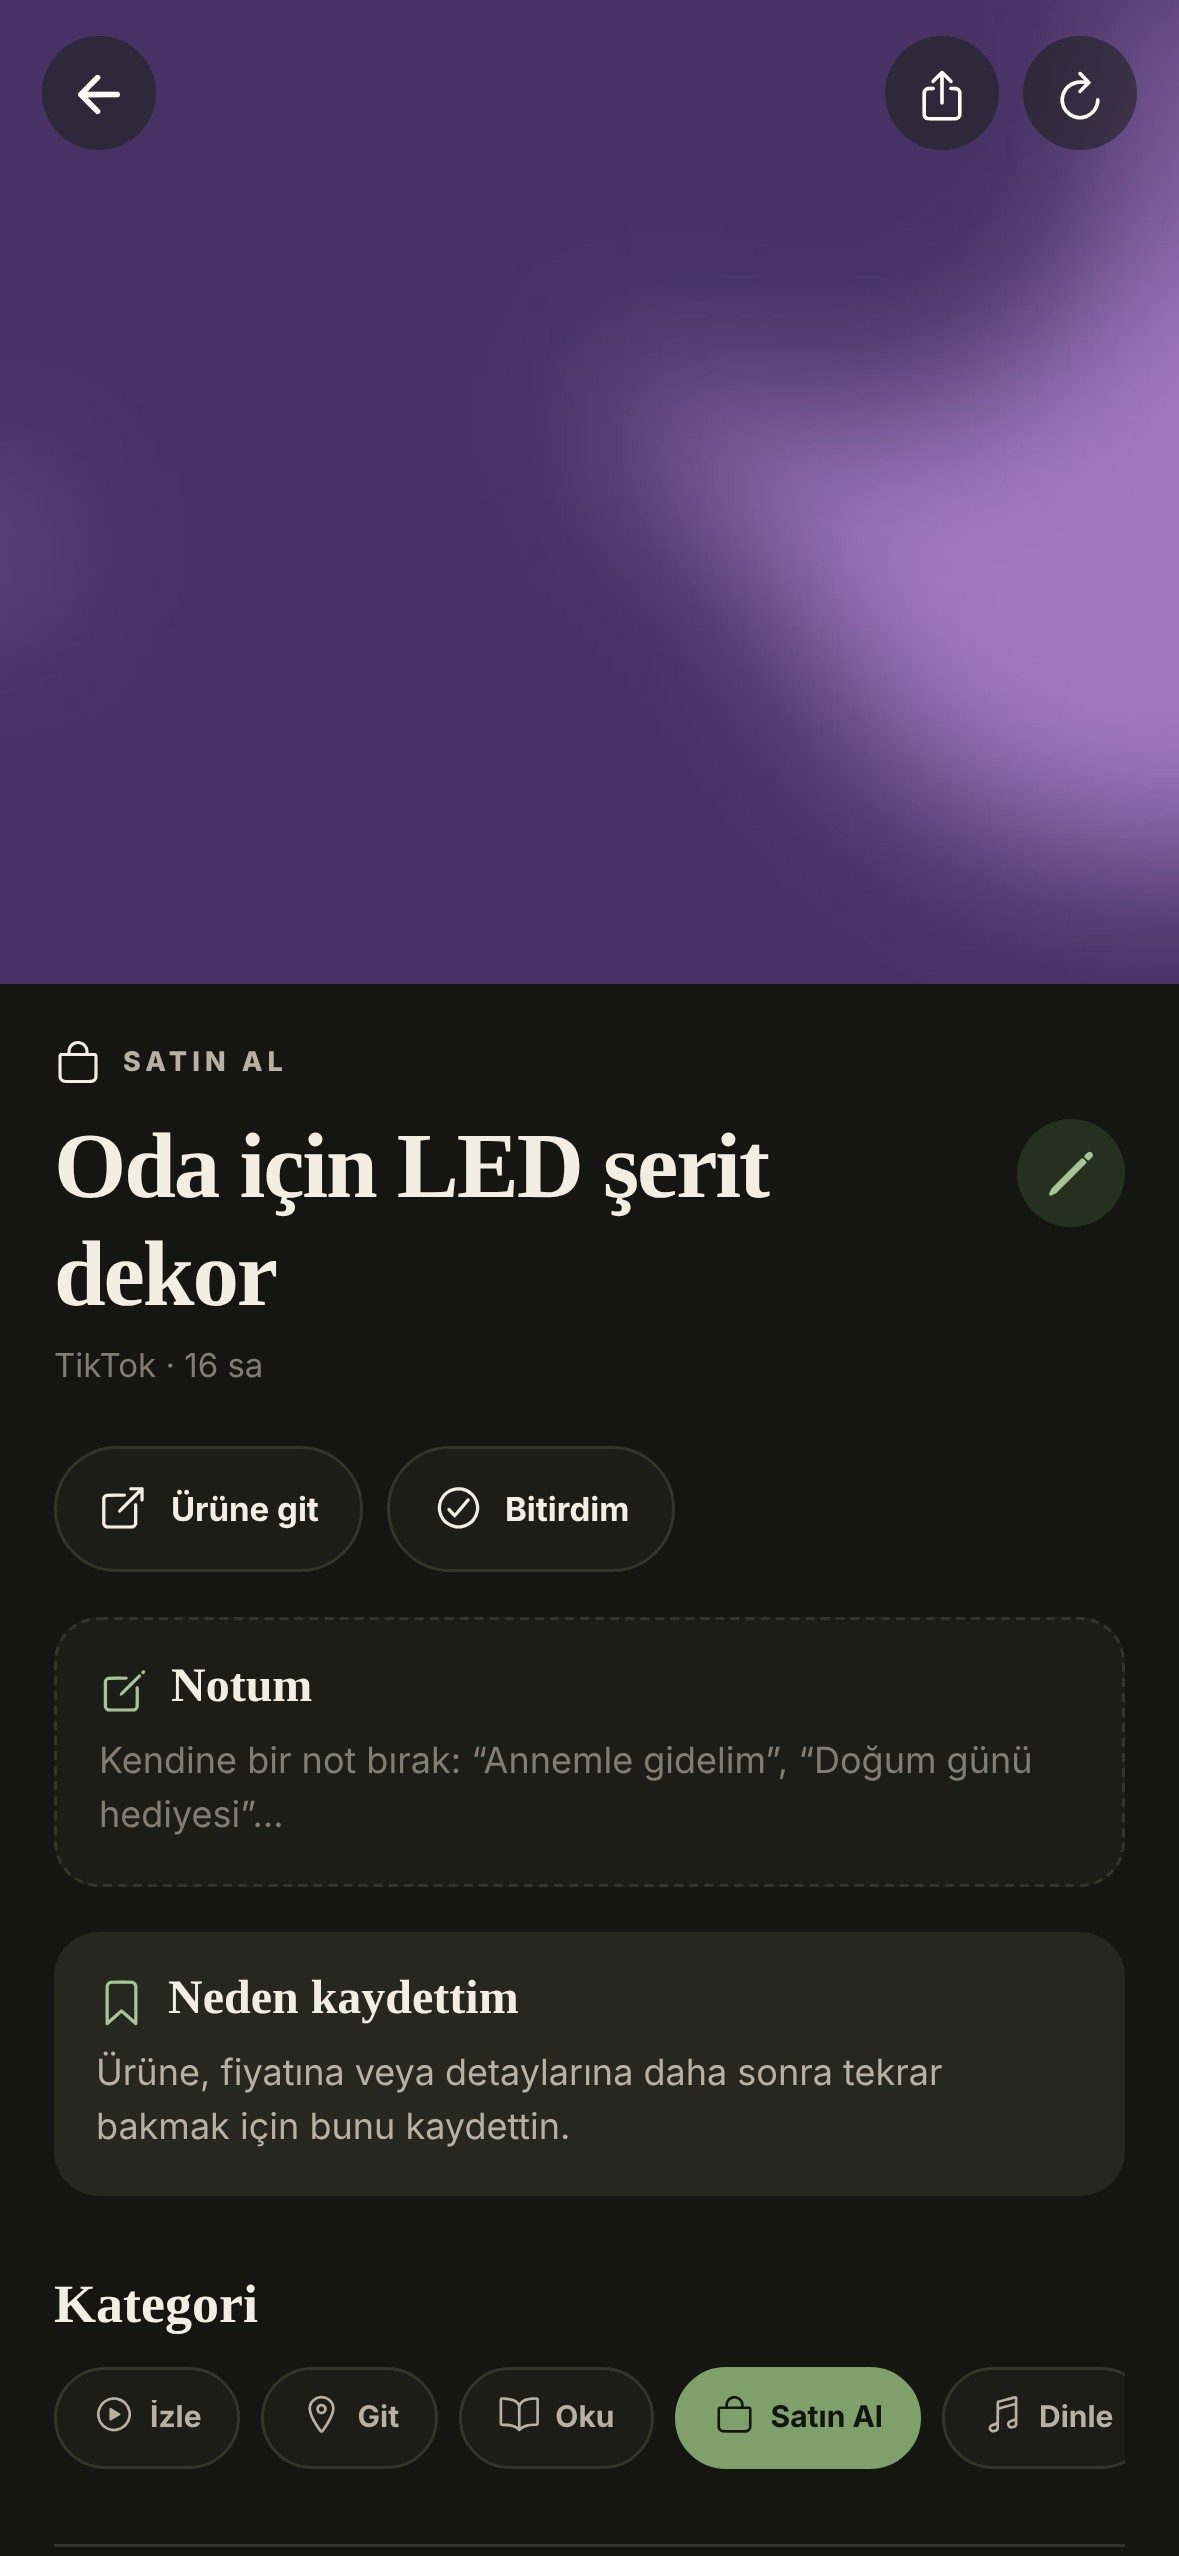 SATIN AL
Oda için LED şerit
dekor
TikTok · 16 sa
Ürüne git
Bitirdim
Notum
Kendine bir not bırak: “Annemle gidelim”, “Doğum günü
hediyesi”...
Neden kaydettim
Ürüne, fiyatına veya detaylarına daha sonra tekrar
bakmak için bunu kaydettin.
Kategori
İzle
Git
Oku
Satın Al
Dinle